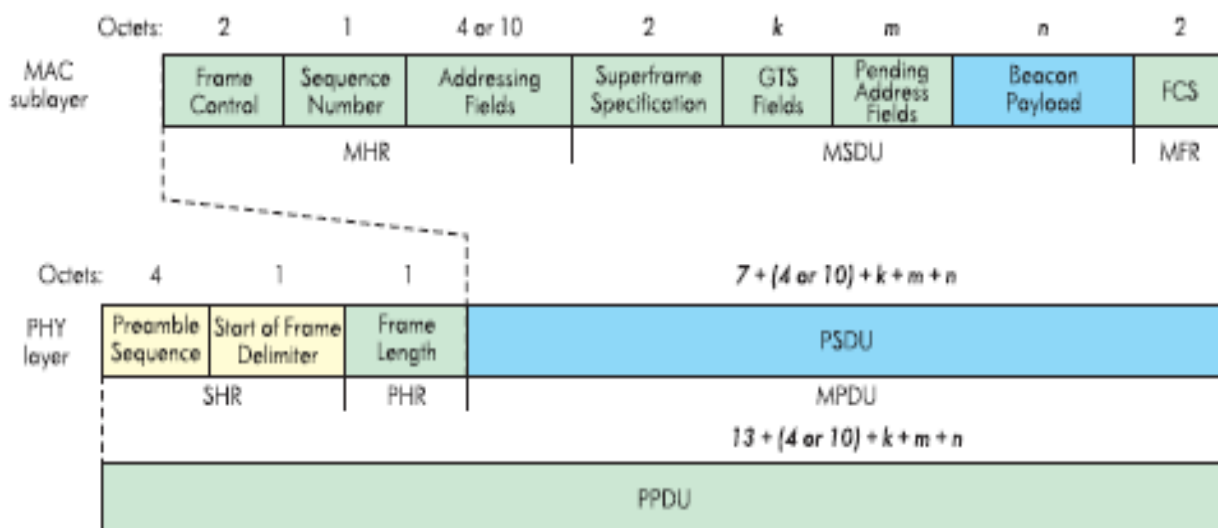 Octets: 2 1 4 or 10 2 k m n 2
MAC sublayer
Frame Control
Sequence Number
Addressing Fields
Superframe Specification
GTS Fields
Pending Address Fields
Beacon Payload
FCS
MHR MSDU MFR
Octets: 4 1 1 7 + (4 or 10) + k + m + n
PHY layer
Preamble Sequence
Start of Frame Delimiter
Frame Length
PSDU
SHR PHR MPDU
13 + (4 or 10) + k + m + n
PPDU